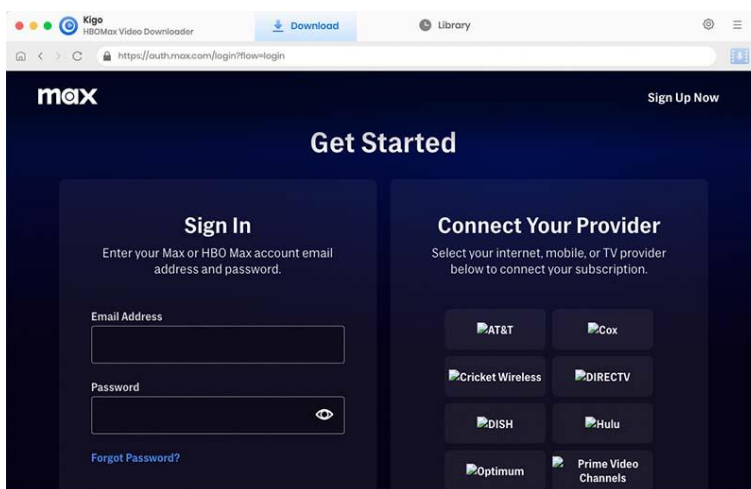 Kigo
HBOMax Video Downloader
Download
Library
https://auth.max.com/login?flow=login
max
Sign Up Now
Get Started
Sign In
Enter your Max or HBO Max account email
address and password.
Email Address
Password
Forgot Password?
Connect Your Provider
Select your internet, mobile, or TV provider
below to connect your subscription.
AT&T
Cox
Cricket Wireless
DIRECTV
DISH
Hulu
Optimum
Prime Video
Channels